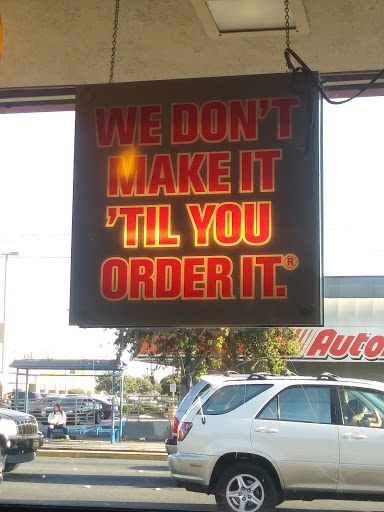 WE DON'T
MAKE IT
'TIL YOU
ORDER IT.®
Auto